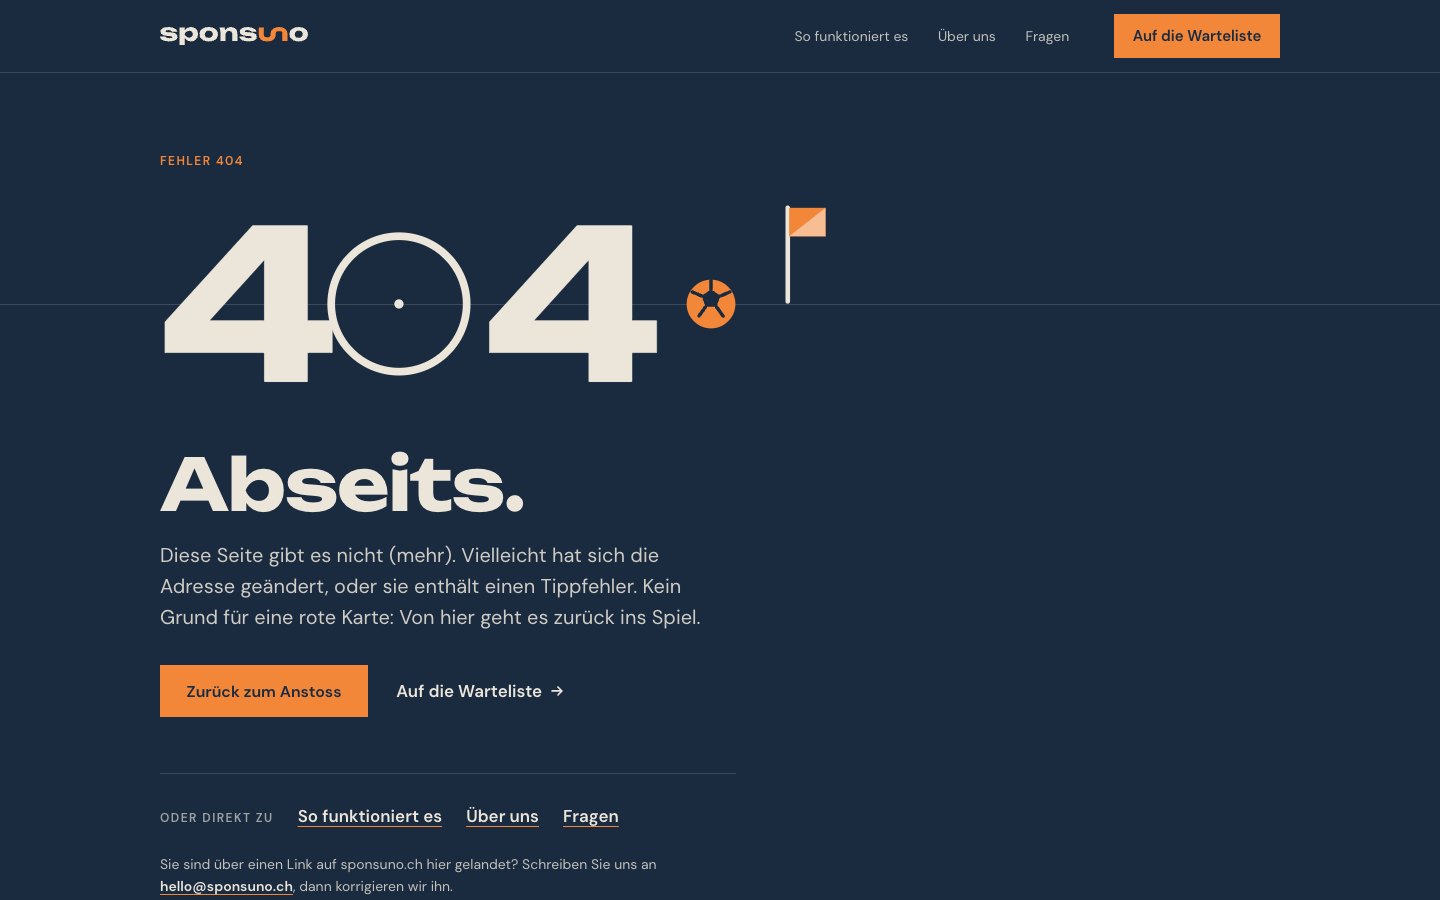 sponsuno
So funktioniert es
Über uns
Fragen
Auf die Warteliste
FEHLER 404
404
Abseits.
Diese Seite gibt es nicht (mehr). Vielleicht hat sich die
Adresse geändert, oder sie enthält einen Tippfehler. Kein
Grund für eine rote Karte: Von hier geht es zurück ins Spiel.
Zurück zum Anstoss
Auf die Warteliste →
ODER DIREKT ZU So funktioniert es Über uns Fragen
Sie sind über einen Link auf sponsuno.ch hier gelandet? Schreiben Sie uns an
hello@sponsuno.ch, dann korrigieren wir ihn.